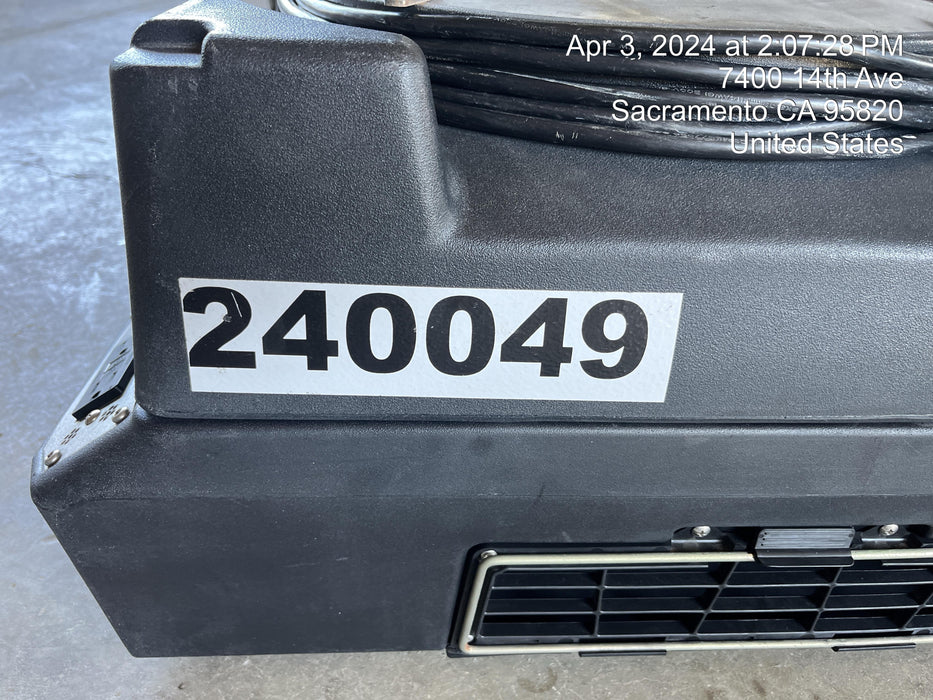 Apr 3, 2024 at 2:07:28 PM
7400 14th Ave
Sacramento CA 95820
United States
240049